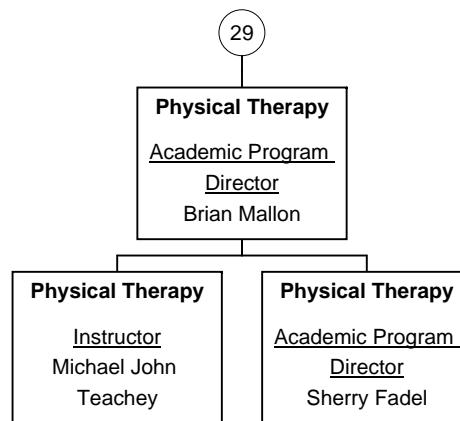 29
Physical Therapy
Academic Program
Director
Brian Mallon
Physical Therapy
Instructor
Michael John
Teachey
Physical Therapy
Academic Program
Director
Sherry Fadel